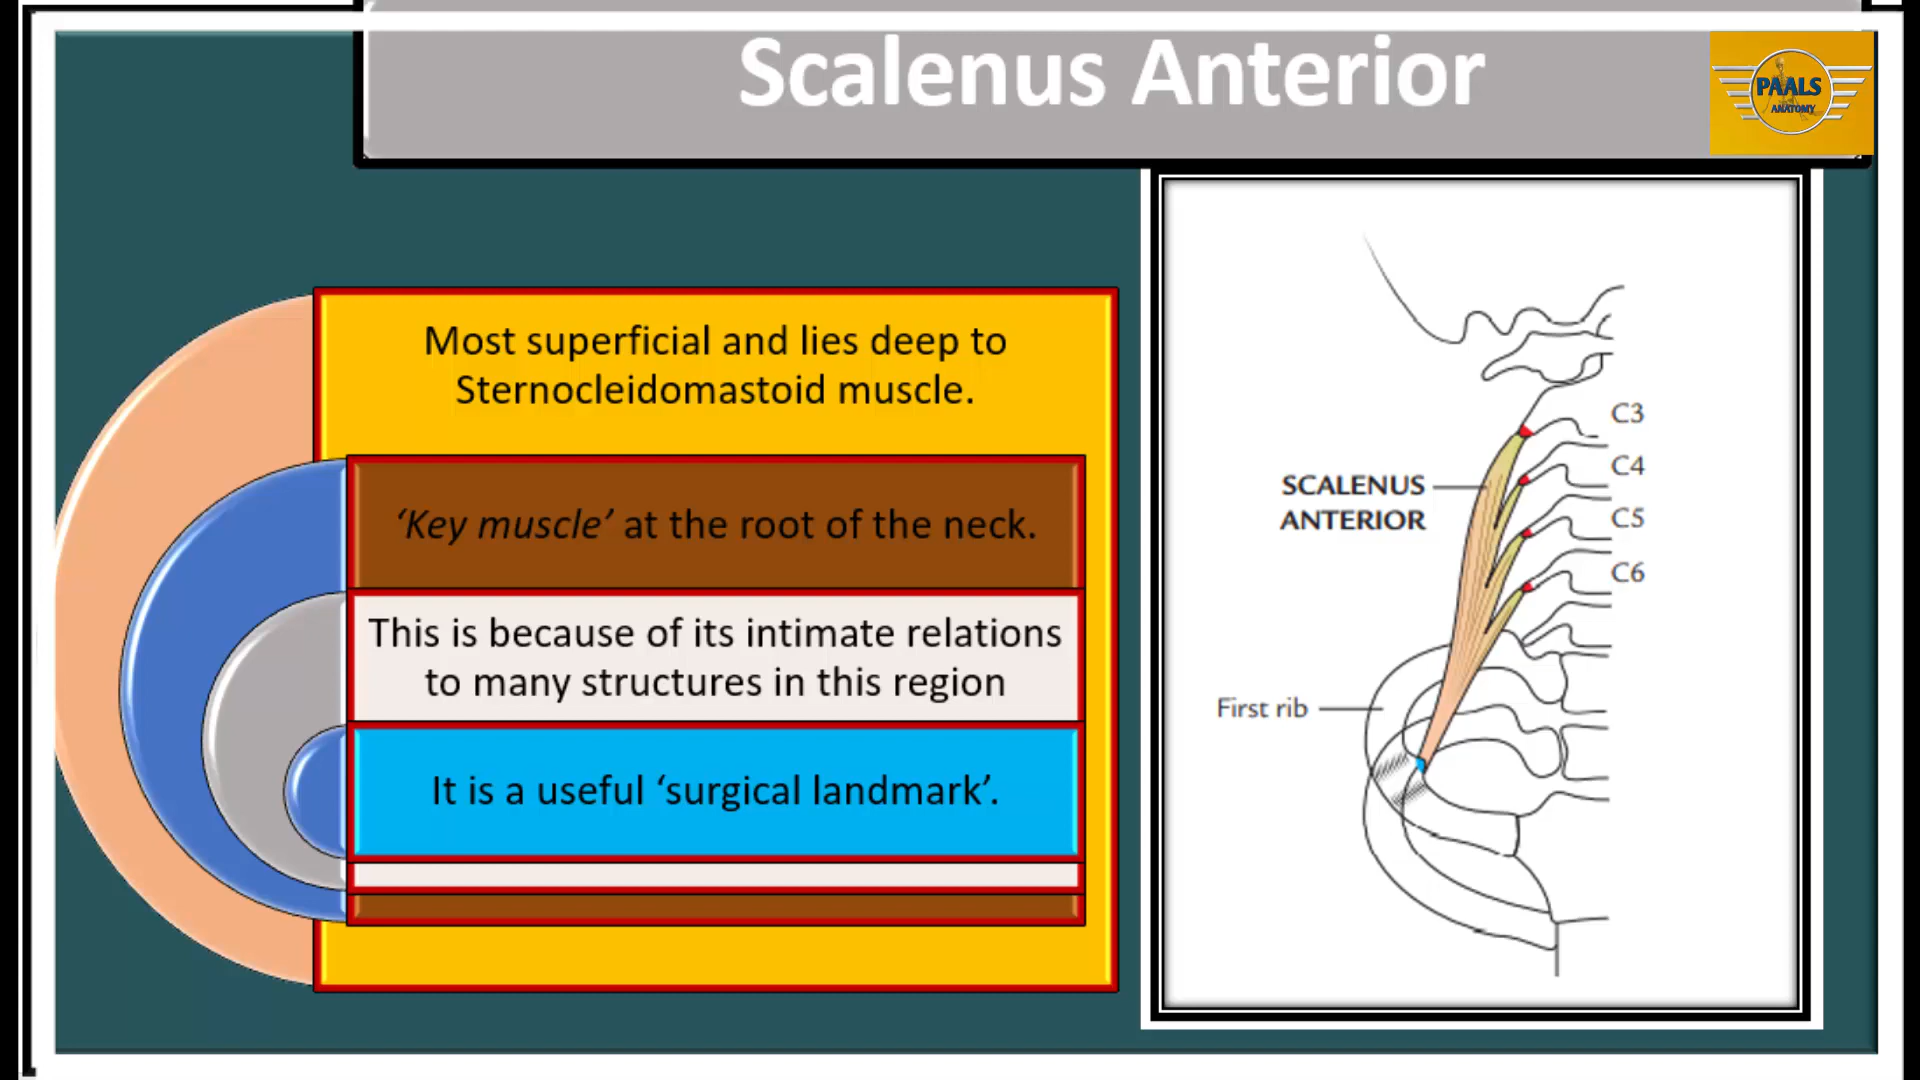 Scalenus Anterior
PAALS
ANATOMY
Most superficial and lies deep to
Sternocleidomastoid muscle.
‘Key muscle’ at the root of the neck.
This is because of its intimate relations
to many structures in this region
It is a useful ‘surgical landmark’.
C3
C4
SCALENUS
ANTERIOR
C5
C6
First rib